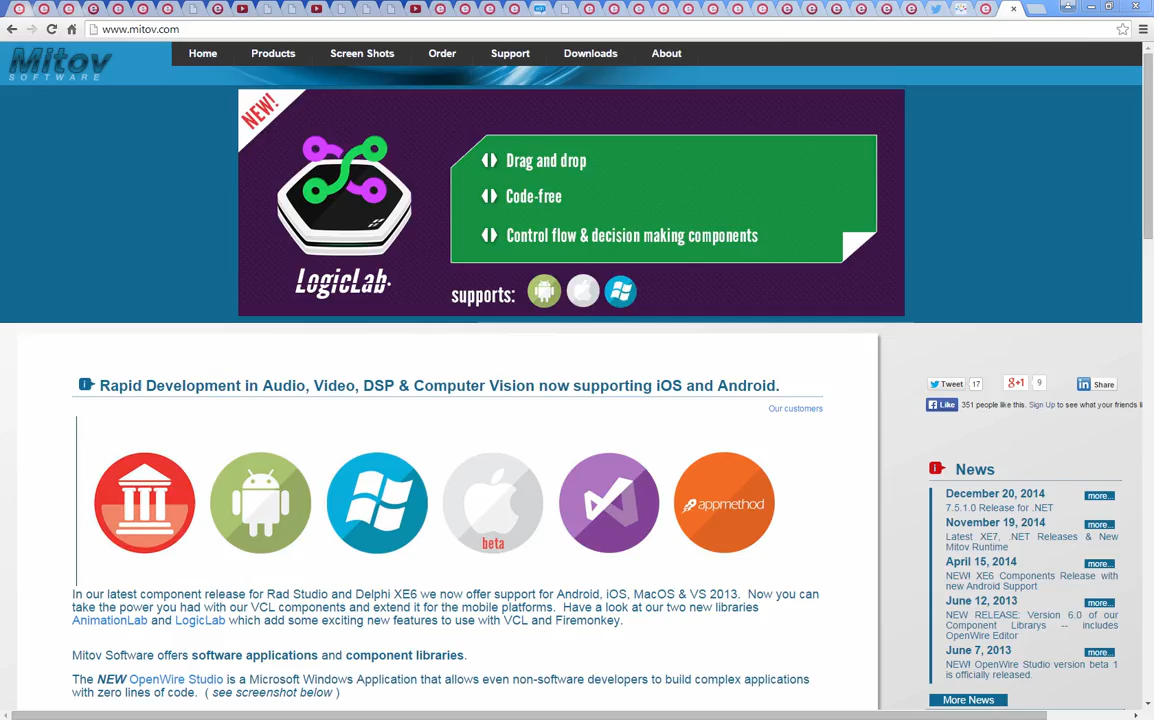 www.mitov.com
Mitov
SOFTWARE
Home Products Screen Shots Order Support Downloads About
NEW!
Drag and drop
Code-free
Control flow & decision making components
LogicLab
supports:
Rapid Development in Audio, Video, DSP & Computer Vision now supporting iOS and Android.
Our customers
appmethod
beta
In our latest component release for Rad Studio and Delphi XE6 we now offer support for Android, iOS, MacOS & VS 2013. Now you can
take the power you had with our VCL components and extend it for the mobile platforms. Have a look at our two new libraries
AnimationLab and LogicLab which add some exciting new features to use with VCL and Firemonkey.
Mitov Software offers software applications and component libraries.
The NEW OpenWire Studio is a Microsoft Windows Application that allows even non-software developers to build complex applications
with zero lines of code. ( see screenshot below )
Tweet 17 g+1 9 in Share
Like 351 people like this. Sign Up to see what your friends li
News
December 20, 2014 more...
7.5.1.0 Release for .NET
November 19, 2014 more...
Latest XE7, .NET Releases & New
Mitov Runtime
April 15, 2014 more...
NEW! XE6 Components Release with
new Android Support
June 12, 2013 more...
NEW RELEASE: Version 6.0 of our
Component Librarys -- includes
OpenWire Editor
June 7, 2013 more...
NEW! OpenWire Studio version beta 1
is officially released.
More News